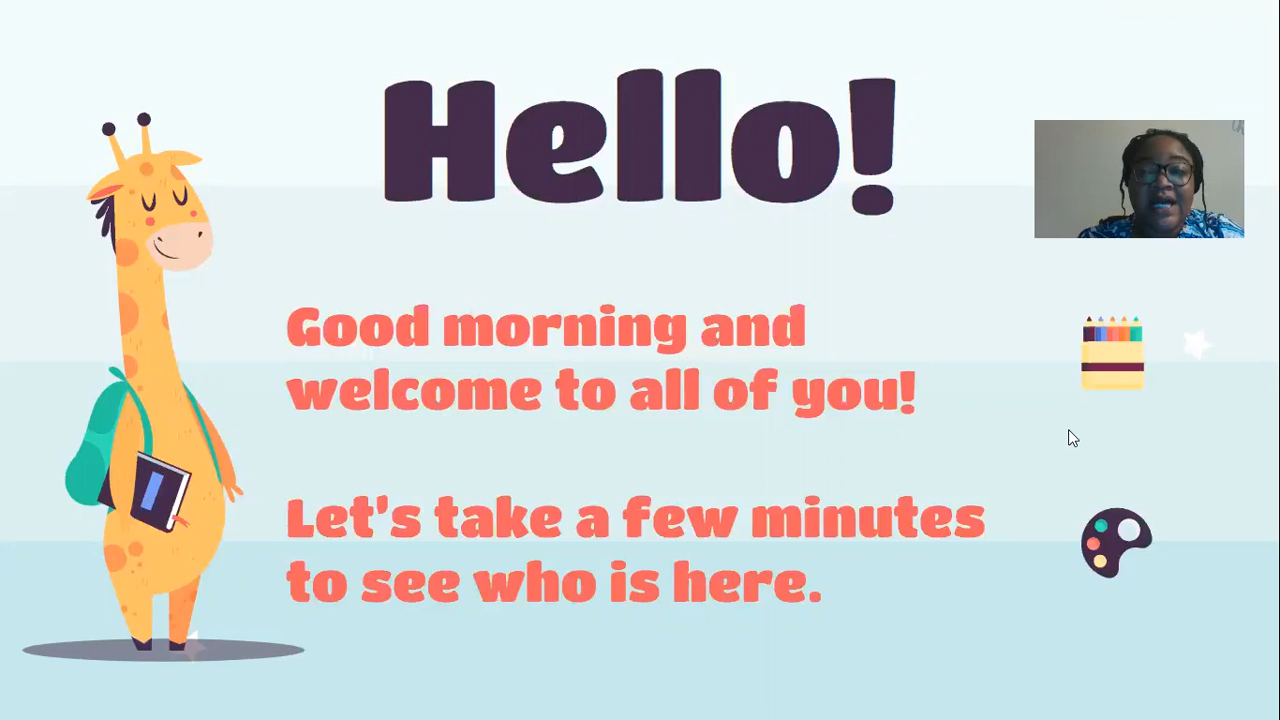 Hello!
Good morning and
welcome to all of you!
Let's take a few minutes
to see who is here.